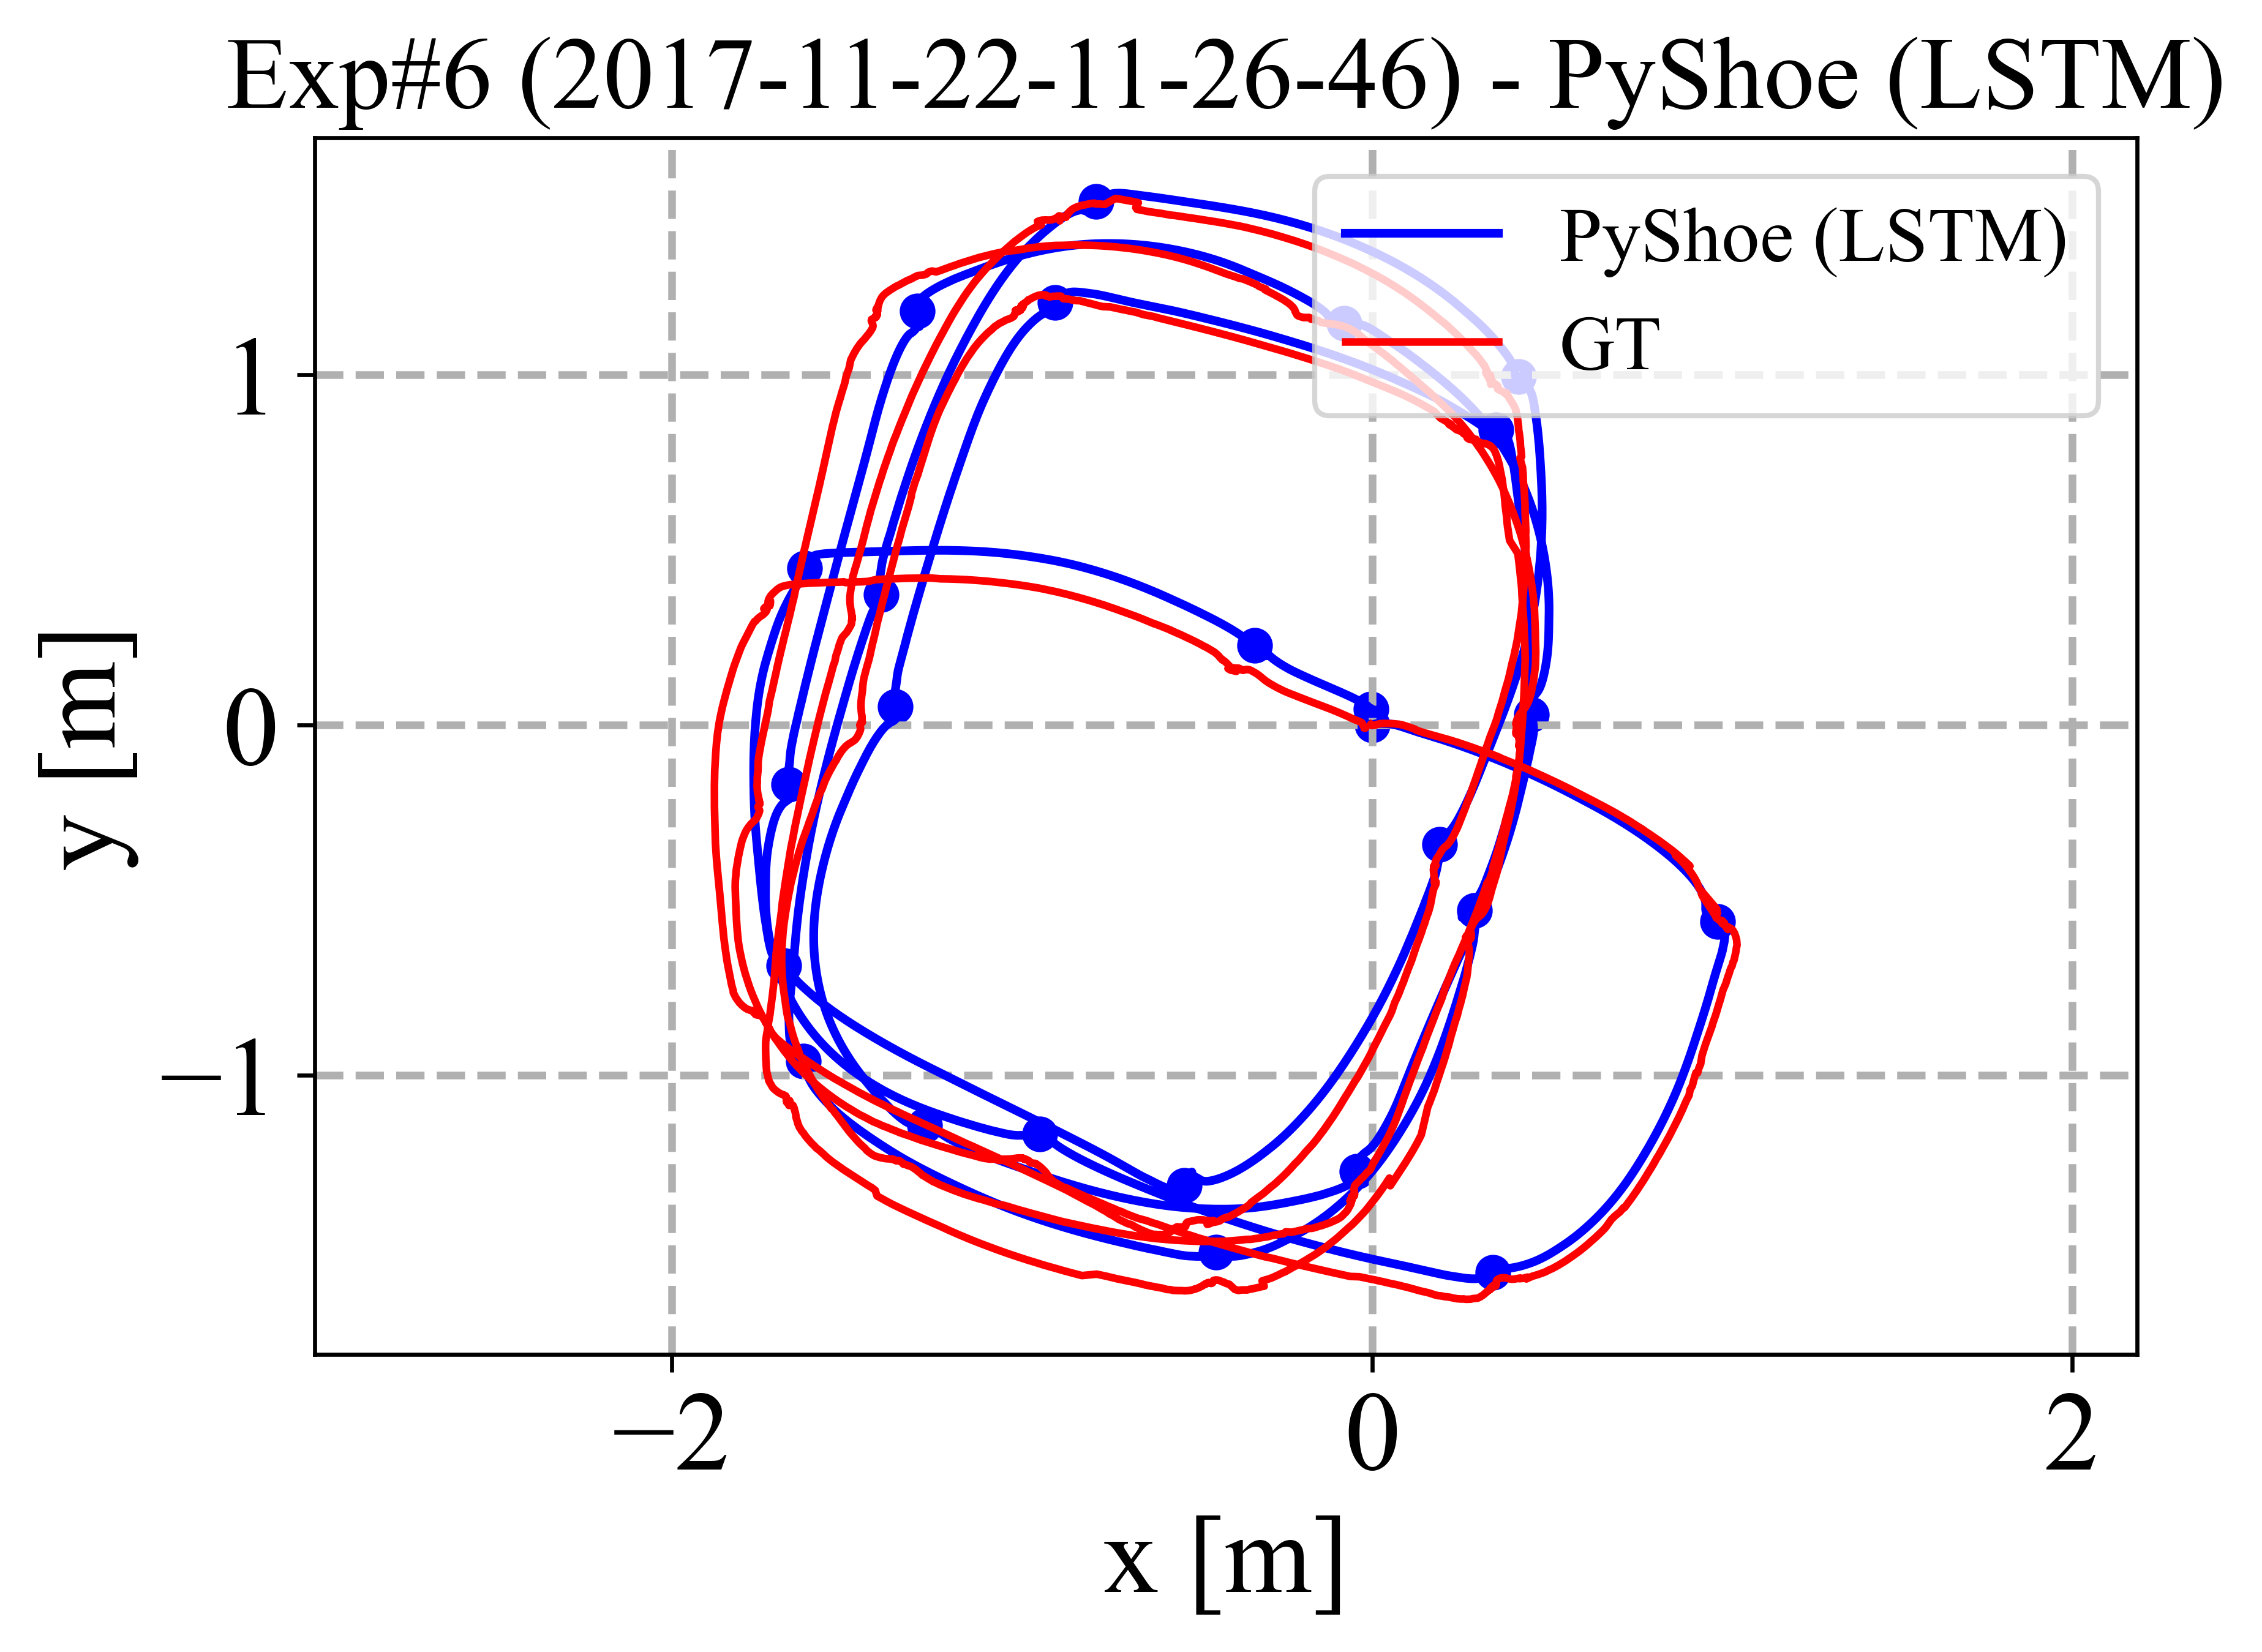 Exp#6 (2017-11-22-11-26-46) - PyShoe (LSTM)
PyShoe (LSTM)
GT
1
0
−1
y [m]
−2
0
2
x [m]